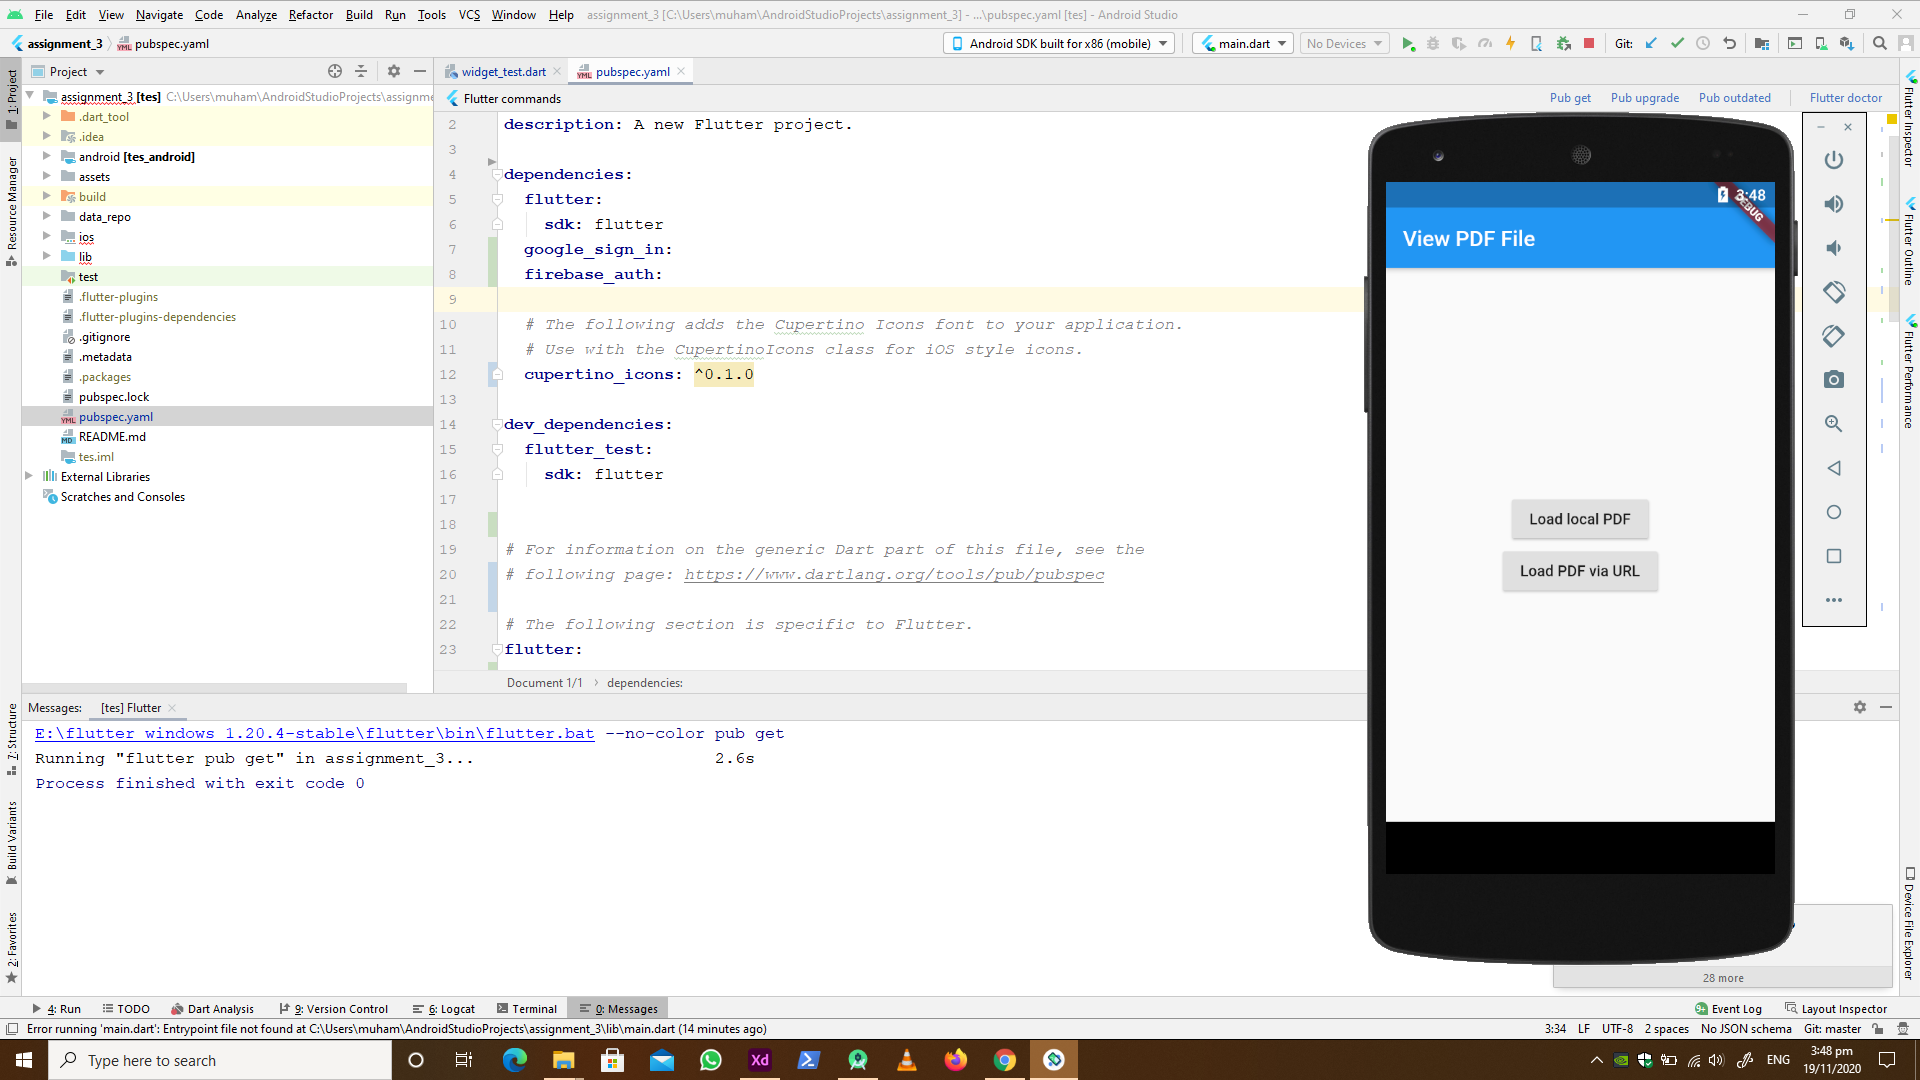 File Edit View Navigate Code Analyze Refactor Build Run Tools VCS Window Help assignment_3 [C:\Users\muham\AndroidStudioProjects\assignment_3] - ...\pubspec.yaml [tes] - Android Studio
assignment_3 pubspec.yaml Android SDK built for x86 (mobile) main.dart No Devices Git:
Project
widget_test.dart pubspec.yaml
Flutter commands Pub get Pub upgrade Pub outdated Flutter doctor
1: Project
Resource Manager
7: Structure
Build Variants
2: Favorites
assignment_3 [tes] C:\Users\muham\AndroidStudioProjects\assignme
.dart_tool
.idea
android [tes_android]
assets
build
data_repo
ios
lib
test
.flutter-plugins
.flutter-plugins-dependencies
.gitignore
.metadata
.packages
pubspec.lock
pubspec.yaml
README.md
tes.iml
External Libraries
Scratches and Consoles
2 description: A new Flutter project.
3
4 dependencies:
5 flutter:
6 sdk: flutter
7 google_sign_in:
8 firebase_auth:
9
10 # The following adds the Cupertino Icons font to your application.
11 # Use with the CupertinoIcons class for iOS style icons.
12 cupertino_icons: ^0.1.0
13
14 dev_dependencies:
15 flutter_test:
16 sdk: flutter
17
18
19 # For information on the generic Dart part of this file, see the
20 # following page: https://www.dartlang.org/tools/pub/pubspec
21
22 # The following section is specific to Flutter.
23 flutter:
Document 1/1 dependencies:
3:48
DEBUG
View PDF File
Load local PDF
Load PDF via URL
Flutter Inspector
Flutter Outline
Flutter Performance
Device File Explorer
Messages: [tes] Flutter
E:\flutter windows 1.20.4-stable\flutter\bin\flutter.bat --no-color pub get
Running "flutter pub get" in assignment_3... 2.6s
Process finished with exit code 0
28 more
4: Run TODO Dart Analysis 9: Version Control 6: Logcat Terminal 0: Messages Event Log Layout Inspector
Error running 'main.dart': Entrypoint file not found at C:\Users\muham\AndroidStudioProjects\assignment_3\lib\main.dart (14 minutes ago) 3:34 LF UTF-8 2 spaces No JSON schema Git: master
Type here to search Xd ENG 3:48 pm
19/11/2020